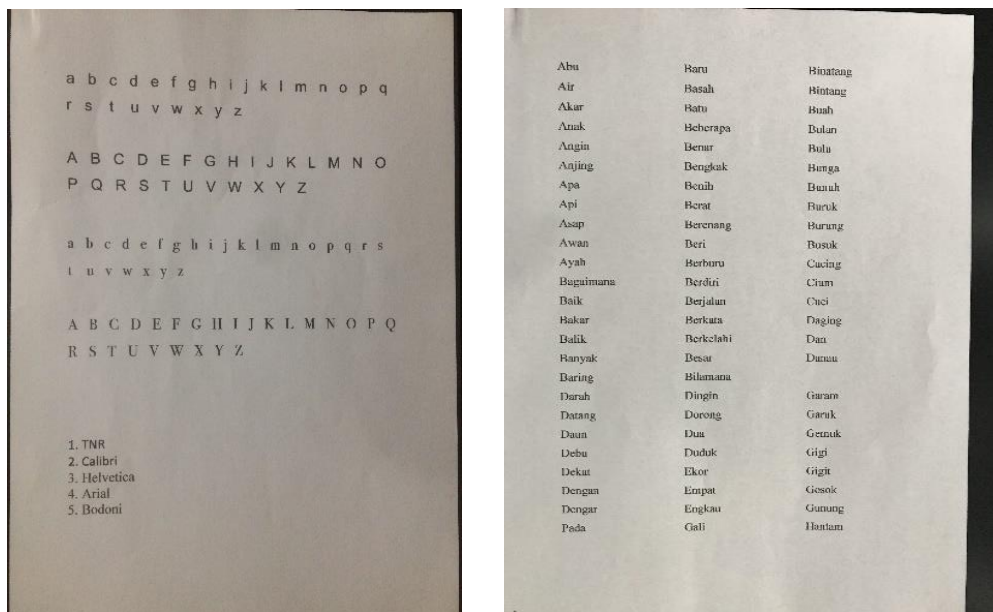 a b c d e f g h i j k l m n o p q
r s t u v w x y z
A B C D E F G H I J K L M N O
P Q R S T U V W X Y Z
a b c d e f g h i j k l m n o p q r s
t u v w x y z
A B C D E F G H I J K L M N O P Q
R S T U V W X Y Z
1. TNR
2. Calibri
3. Helvetica
4. Arial
5. Bodoni
Abu Baru Binatang
Air Basah Bintang
Akar Batu Buah
Anak Beberapa Bulan
Angin Benar Bulu
Anjing Bengkak Bunga
Apa Benih Bunuh
Api Berat Buruk
Asap Berenang Burung
Awan Beri Busuk
Ayah Berburu Cacing
Bagaimana Berdiri Cium
Baik Berjalan Cuci
Bakar Berkata Daging
Balik Berkelahi Dan
Banyak Besar Danau
Baring Bilamana
Darah Dingin Garam
Datang Dorong Garuk
Daun Dua Gemuk
Debu Duduk Gigi
Dekat Ekor Gigit
Dengan Empat Gosok
Dengar Engkau Gunung
Pada Gali Hantam